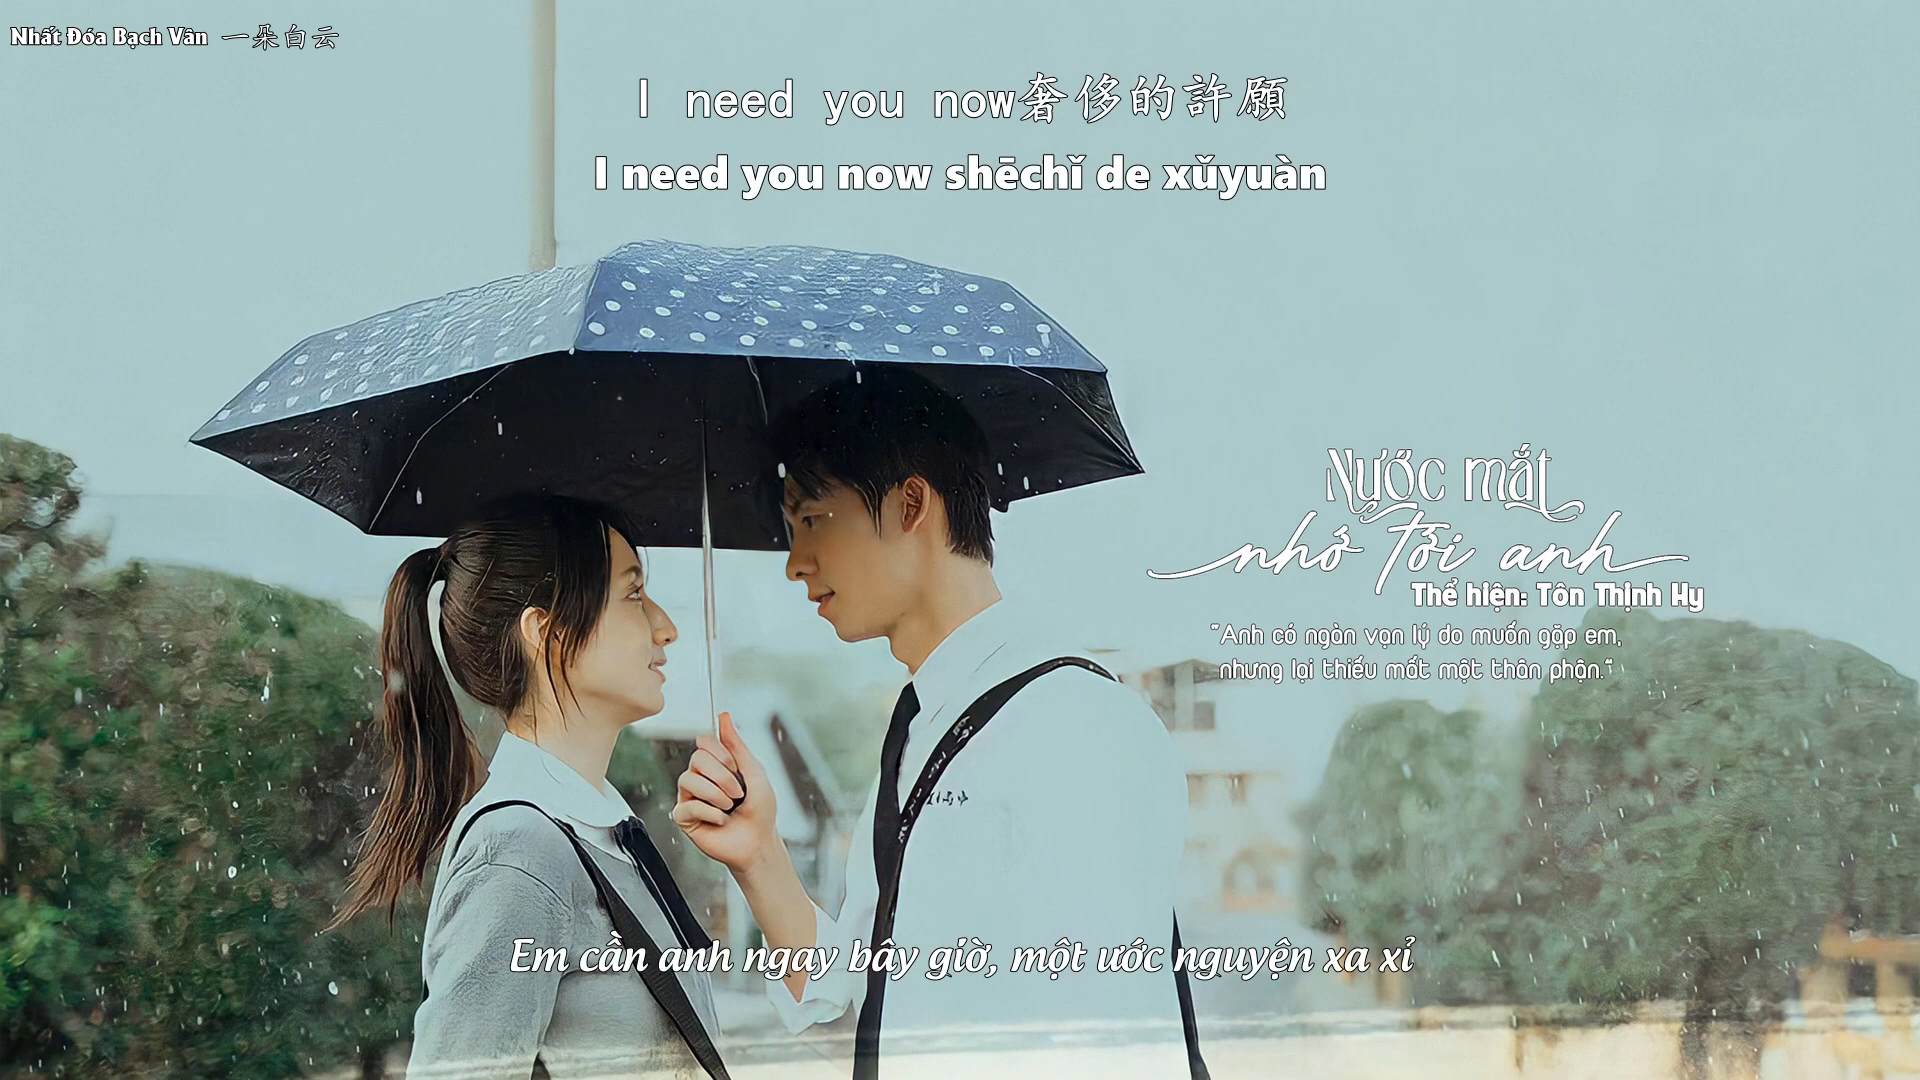 Nhất Đóa Bạch Vân 一朵白云
I need you now奢侈的許願
I need you now shēchǐ de xǔyuàn
Nước mắt
nhớ tới anh
Thể hiện: Tôn Thịnh Hy
"Anh có ngàn vạn lý do muốn gặp em,
nhưng lại thiếu mất một thân phận."
Em cần anh ngay bây giờ, một ước nguyện xa xỉ